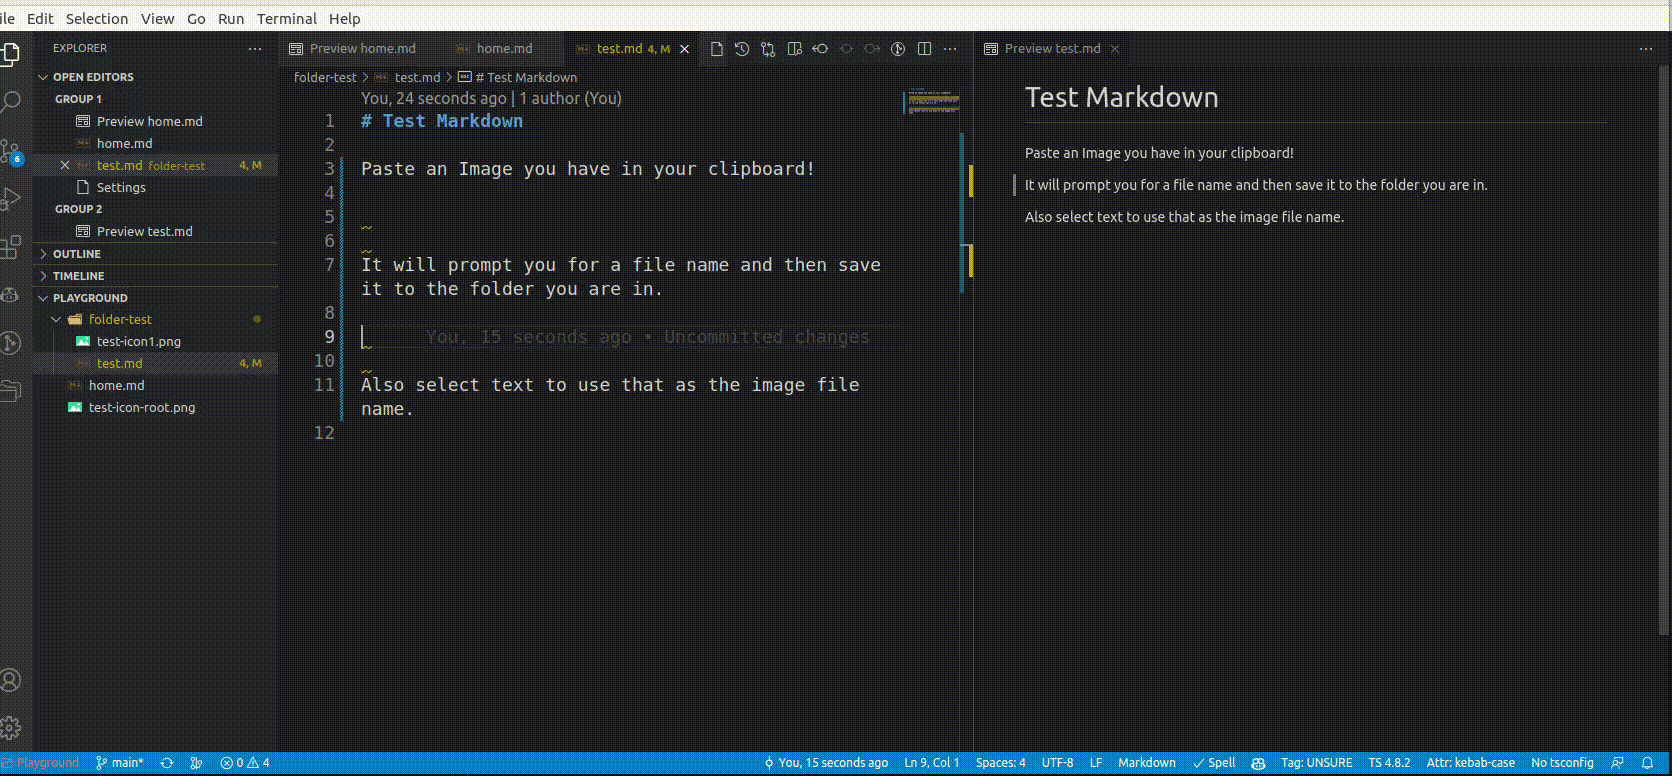 ile Edit Selection View Go Run Terminal Help
EXPLORER
OPEN EDITORS
GROUP 1
Preview home.md
home.md
test.md folder-test 4, M
Settings
GROUP 2
Preview test.md
OUTLINE
TIMELINE
PLAYGROUND
folder-test
test-icon1.png
test.md 4, M
home.md
test-icon-root.png
6
Preview home.md home.md test.md 4, M
folder-test > test.md > # Test Markdown
You, 24 seconds ago | 1 author (You)
1 # Test Markdown
2
3 Paste an Image you have in your clipboard!
4
5
6
7 It will prompt you for a file name and then save
it to the folder you are in.
8
9 You, 15 seconds ago • Uncommitted changes
10
11 Also select text to use that as the image file
name.
12
Preview test.md
Test Markdown
Paste an Image you have in your clipboard!
It will prompt you for a file name and then save it to the folder you are in.
Also select text to use that as the image file name.
Playground main* 0 4 You, 15 seconds ago Ln 9, Col 1 Spaces: 4 UTF-8 LF Markdown Spell Tag: UNSURE TS 4.8.2 Attr: kebab-case No tsconfig